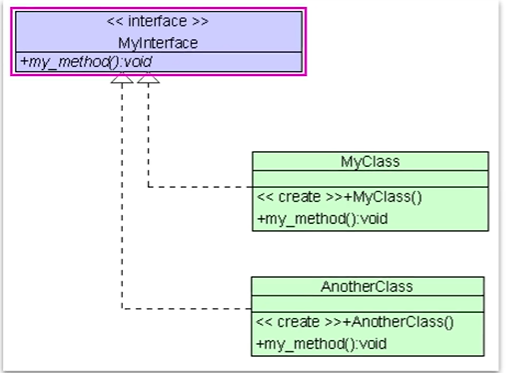 << interface >>
MyInterface
+my_method():void
MyClass
<< create >>+MyClass()
+my_method():void
AnotherClass
<< create >>+AnotherClass()
+my_method():void